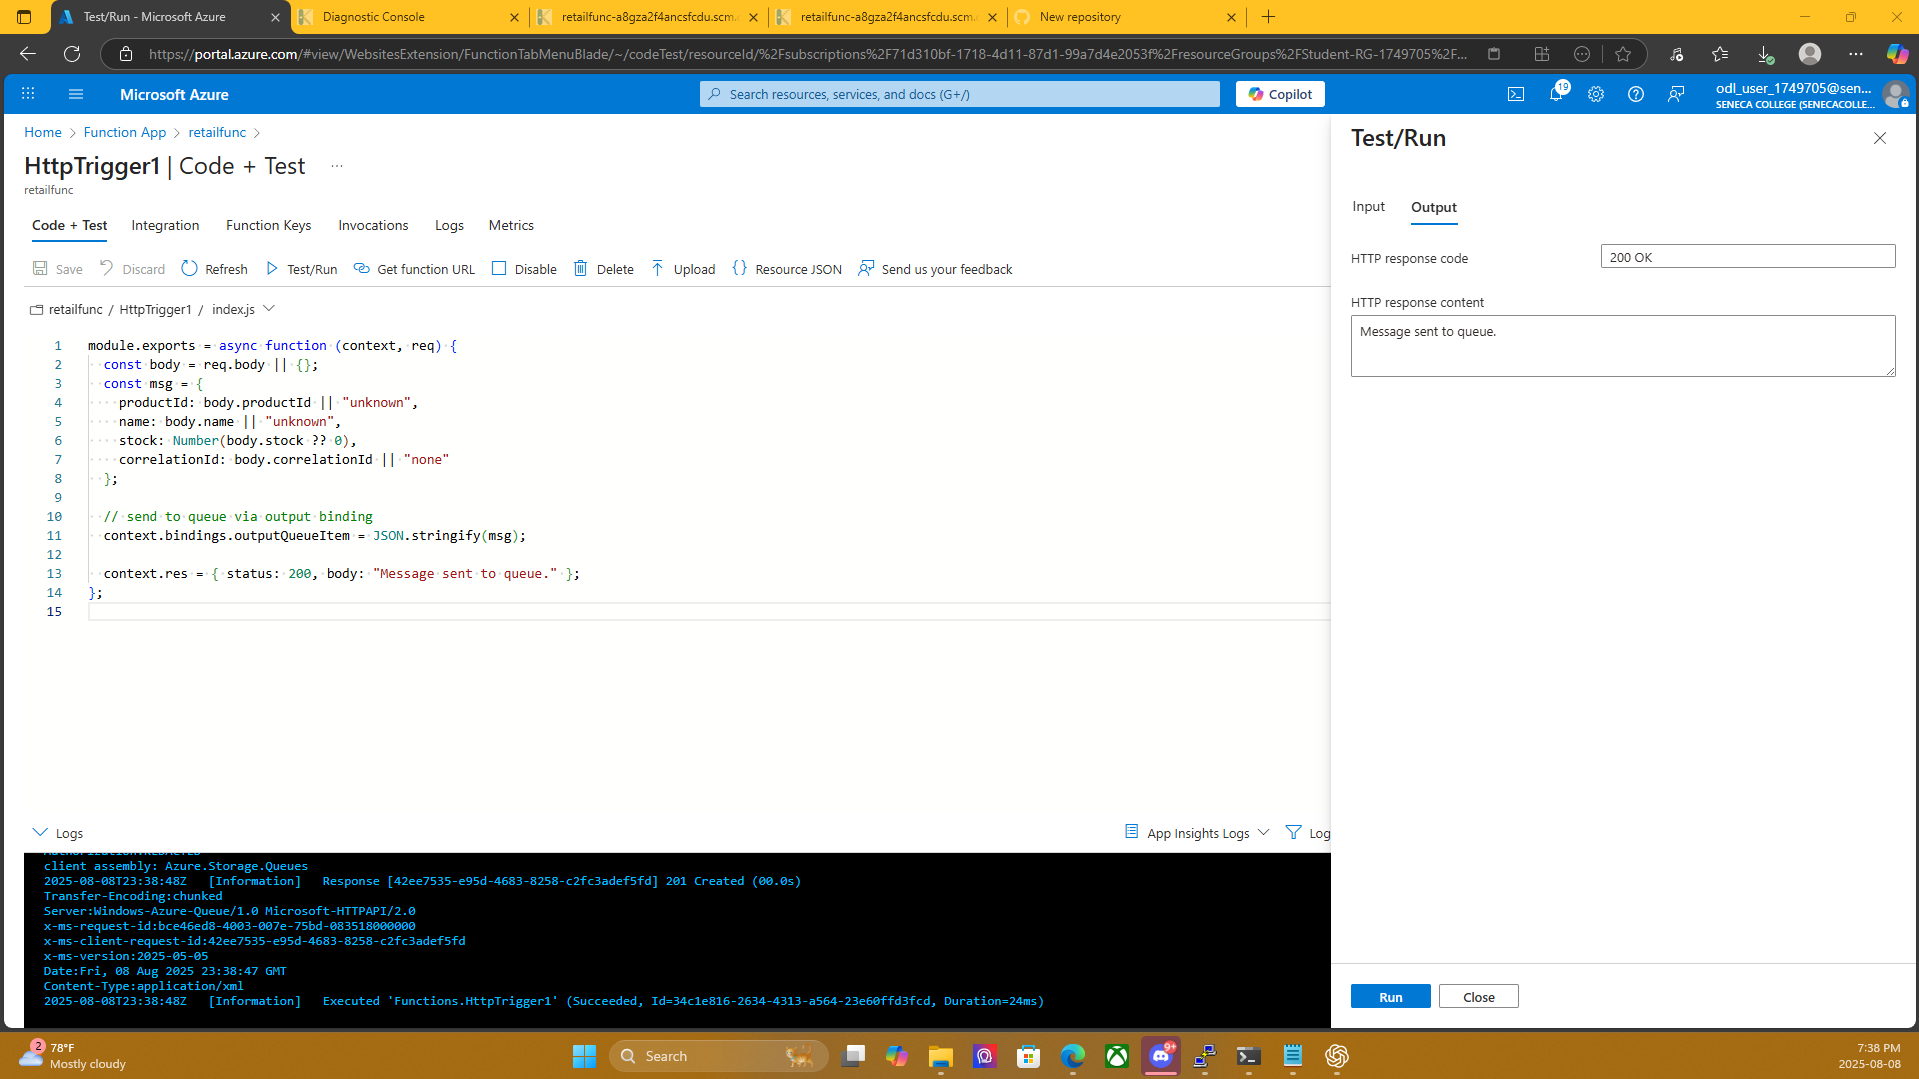 Test/Run - Microsoft Azure
Diagnostic Console
retailfunc-a8gza2f4ancsfcdu.scm.
retailfunc-a8gza2f4ancsfcdu.scm.
New repository
https://portal.azure.com/#view/WebsitesExtension/FunctionTabMenuBlade/~/codeTest/resourceId/%2Fsubscriptions%2F71d310bf-1718-4d11-87d1-99a7d4e2053f%2FresourceGroups%2FStudent-RG-1749705%2F...
Microsoft Azure
Search resources, services, and docs (G+/)
Copilot
19
odl_user_1749705@sen...
SENECA COLLEGE (SENECACOLLE...
Home > Function App > retailfunc >
HttpTrigger1 | Code + Test ...
retailfunc
Code + Test Integration Function Keys Invocations Logs Metrics
Save Discard Refresh Test/Run Get function URL Disable Delete Upload Resource JSON Send us your feedback
retailfunc / HttpTrigger1 / index.js
1 module.exports = async function (context, req) {
2 const body = req.body || {};
3 const msg = {
4 productId: body.productId || "unknown",
5 name: body.name || "unknown",
6 stock: Number(body.stock ?? 0),
7 correlationId: body.correlationId || "none"
8 };
9
10 // send to queue via output binding
11 context.bindings.outputQueueItem = JSON.stringify(msg);
12
13 context.res = { status: 200, body: "Message sent to queue." };
14 };
15
Logs
App Insights Logs
Log
client assembly: Azure.Storage.Queues
2025-08-08T23:38:48Z [Information] Response [42ee7535-e95d-4683-8258-c2fc3adef5fd] 201 Created (00.0s)
Transfer-Encoding:chunked
Server:Windows-Azure-Queue/1.0 Microsoft-HTTPAPI/2.0
x-ms-request-id:bce46ed8-4003-007e-75bd-083518000000
x-ms-client-request-id:42ee7535-e95d-4683-8258-c2fc3adef5fd
x-ms-version:2025-05-05
Date:Fri, 08 Aug 2025 23:38:47 GMT
Content-Type:application/xml
2025-08-08T23:38:48Z [Information] Executed 'Functions.HttpTrigger1' (Succeeded, Id=34c1e816-2634-4313-a564-23e60ffd3fcd, Duration=24ms)
Test/Run
Input Output
HTTP response code
200 OK
HTTP response content
Message sent to queue.
Run
Close
2
78°F
Mostly cloudy
Search
9+
7:38 PM
2025-08-08